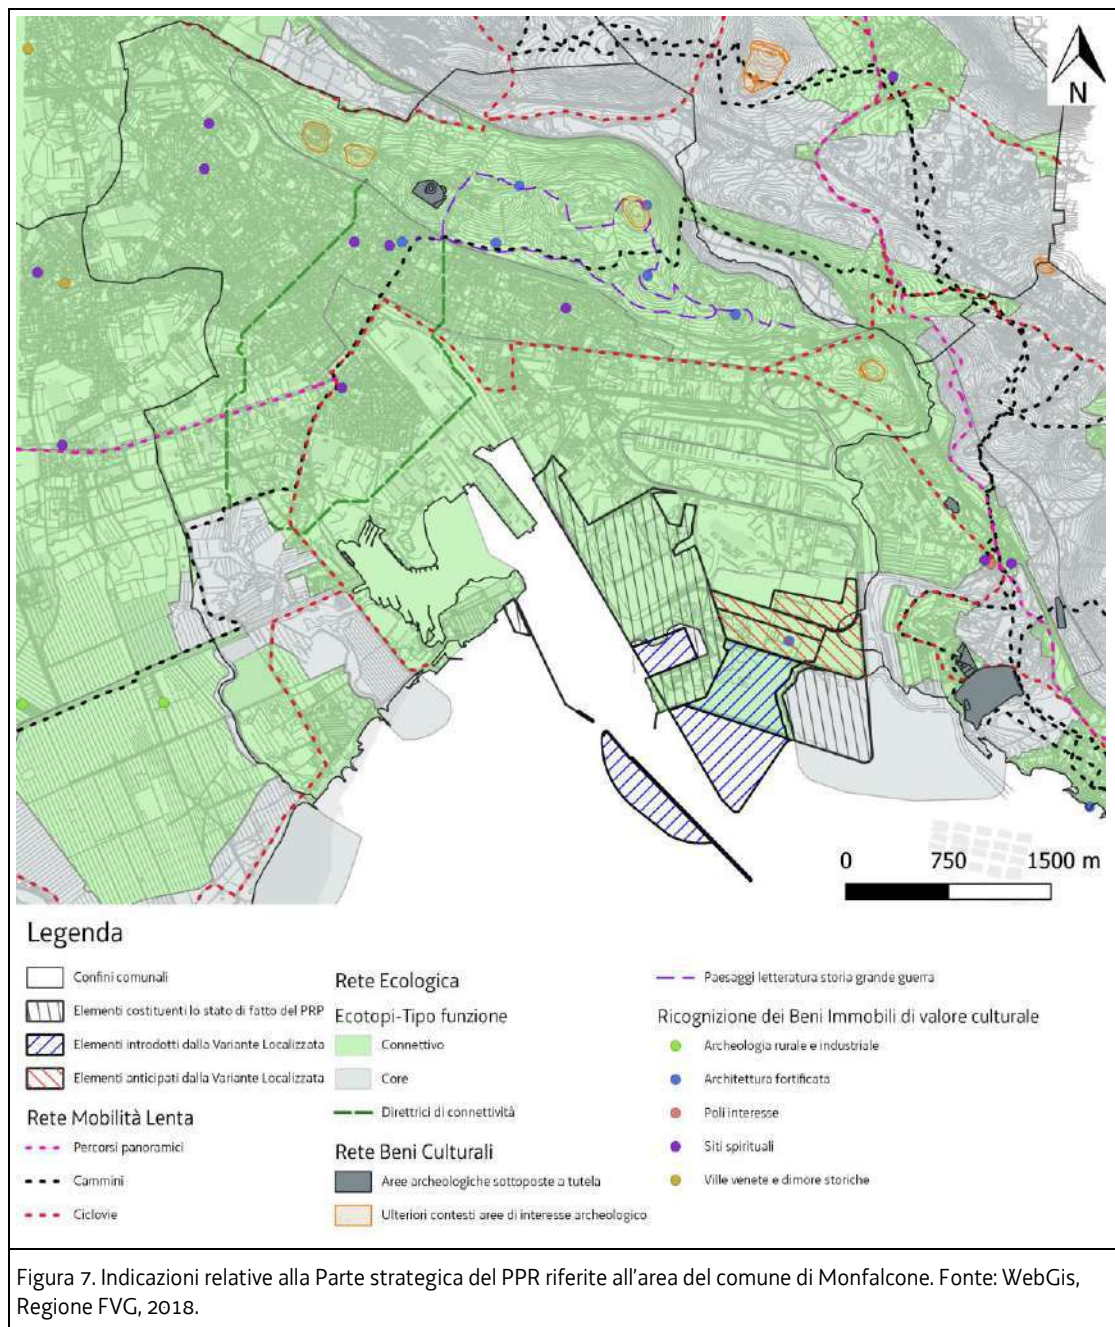 N
0 750 1500 m
Legenda
Confini comunali
Elementi costituenti lo stato di fatto del PRP
Elementi introdotti dalla Variante Localizzata
Elementi anticipati dalla Variante Localizzata
Rete Mobilità Lenta
Percorsi panoramici
Cammini
Ciclovie
Rete Ecologica
Ecotopi-Tipo funzione
Connettivo
Core
Direttrici di connettività
Rete Beni Culturali
Aree archeologiche sottoposte a tutela
Ulteriori contesti aree di interesse archeologico
Paesaggi letteratura storia grande guerra
Ricognizione dei Beni Immobili di valore culturale
Archeologia rurale e industriale
Architettura fortificata
Poli interesse
Siti spirituali
Ville venete e dimore storiche
Figura 7. Indicazioni relative alla Parte strategica del PPR riferite all'area del comune di Monfalcone. Fonte: WebGis,
Regione FVG, 2018.